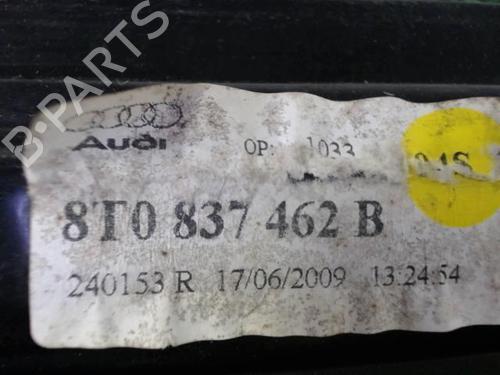 B-PARTS
Audi
OP: 1033
8T0 837 462 B
240153 R 17/06/2009 13:24:54